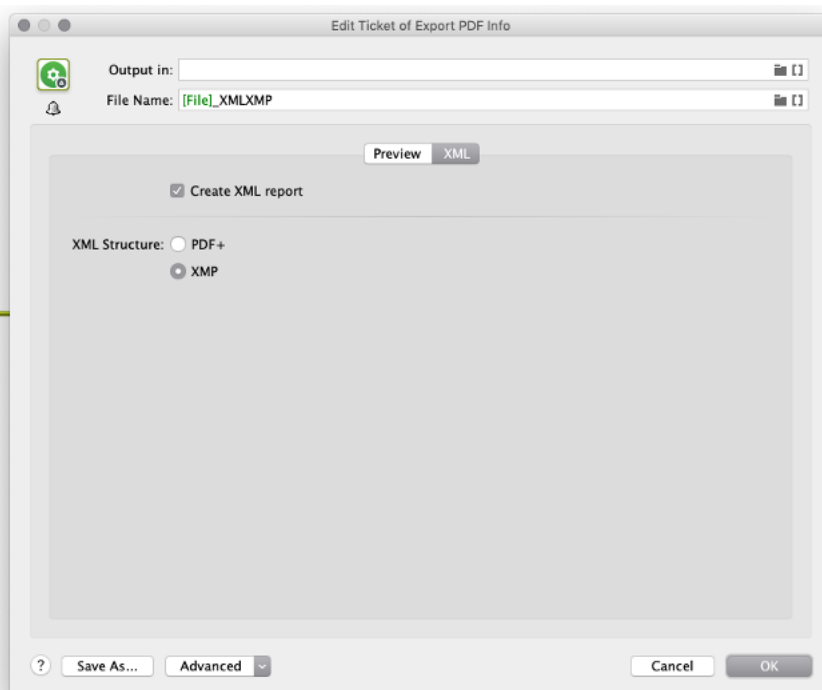 Edit Ticket of Export PDF Info
Output in:
File Name: [File]_XMLXMP
Preview XML
Create XML report
XML Structure: PDF+
XMP
? Save As... Advanced Cancel OK